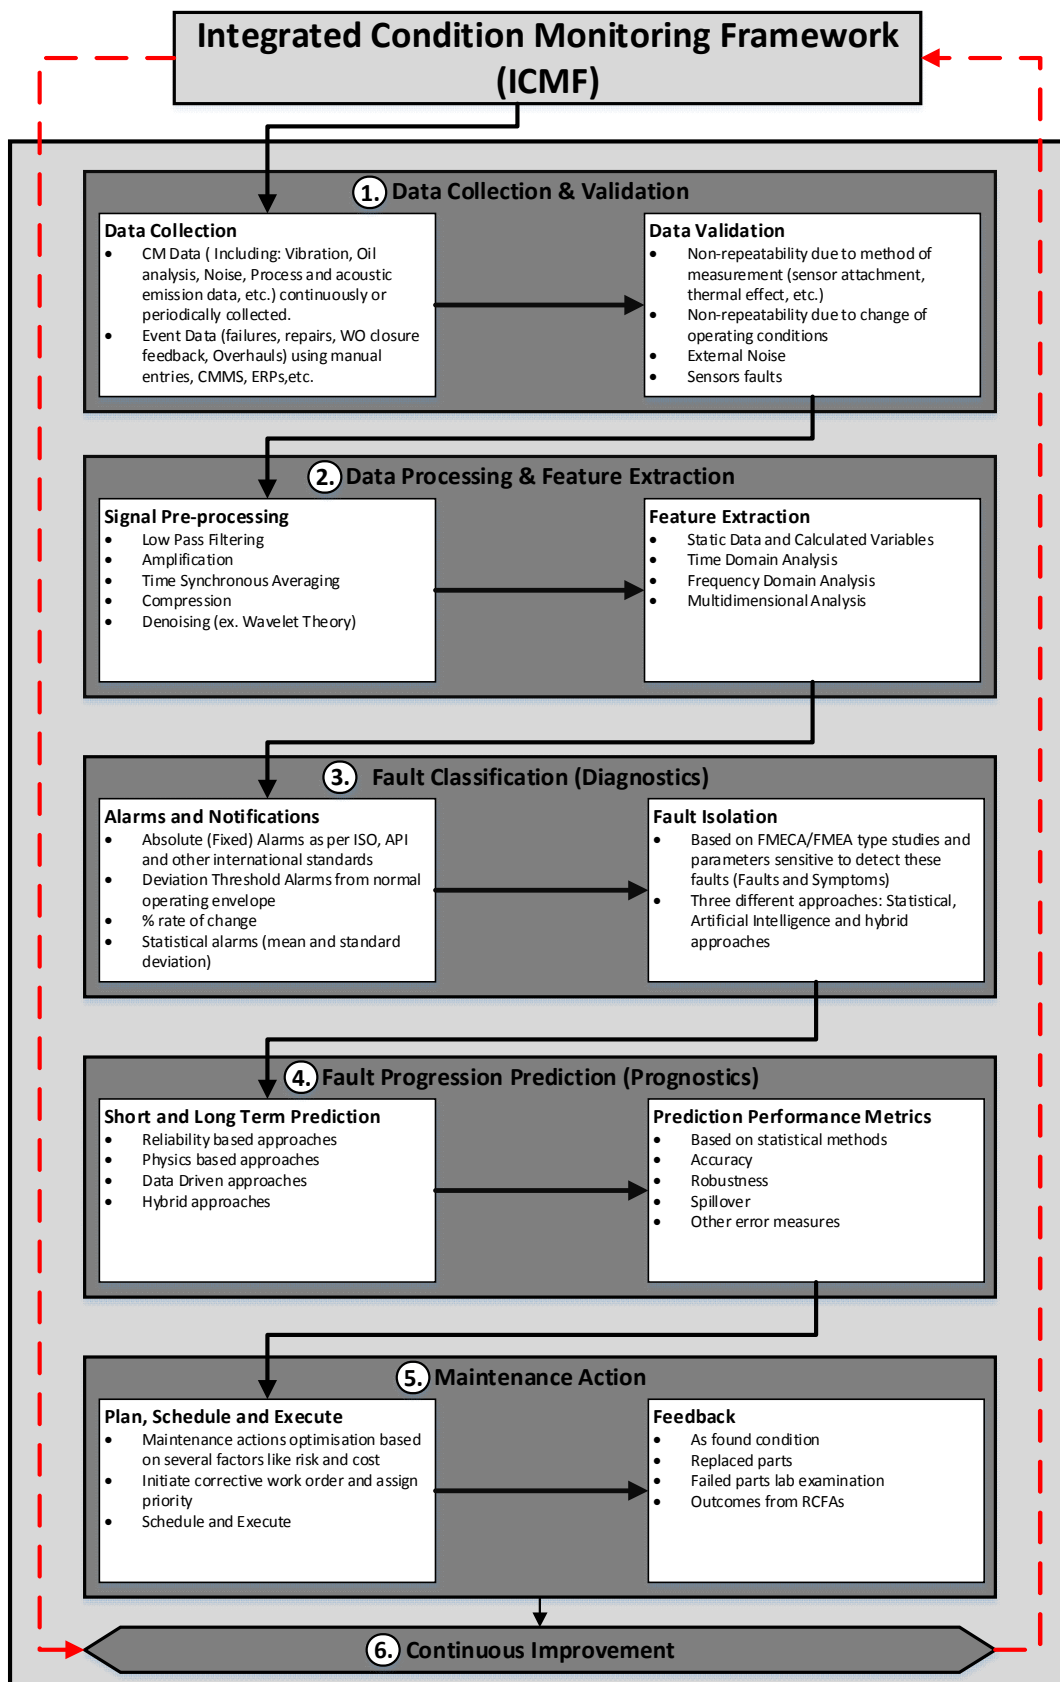 Integrated Condition Monitoring Framework
(ICMF)
1. Data Collection & Validation
Data Collection
• CM Data ( Including: Vibration, Oil
analysis, Noise, Process and acoustic
emission data, etc.) continuously or
periodically collected.
• Event Data (failures, repairs, WO closure
feedback, Overhauls) using manual
entries, CMMS, ERPs,etc.
Data Validation
• Non-repeatability due to method of
measurement (sensor attachment,
thermal effect, etc.)
• Non-repeatability due to change of
operating conditions
• External Noise
• Sensors faults
2. Data Processing & Feature Extraction
Signal Pre-processing
• Low Pass Filtering
• Amplification
• Time Synchronous Averaging
• Compression
• Denoising (ex. Wavelet Theory)
Feature Extraction
• Static Data and Calculated Variables
• Time Domain Analysis
• Frequency Domain Analysis
• Multidimensional Analysis
3. Fault Classification (Diagnostics)
Alarms and Notifications
• Absolute (Fixed) Alarms as per ISO, API
and other international standards
• Deviation Threshold Alarms from normal
operating envelope
• % rate of change
• Statistical alarms (mean and standard
deviation)
Fault Isolation
• Based on FMECA/FMEA type studies and
parameters sensitive to detect these
faults (Faults and Symptoms)
• Three different approaches: Statistical,
Artificial Intelligence and hybrid
approaches
4. Fault Progression Prediction (Prognostics)
Short and Long Term Prediction
• Reliability based approaches
• Physics based approaches
• Data Driven approaches
• Hybrid approaches
Prediction Performance Metrics
• Based on statistical methods
• Accuracy
• Robustness
• Spillover
• Other error measures
5. Maintenance Action
Plan, Schedule and Execute
• Maintenance actions optimisation based
on several factors like risk and cost
• Initiate corrective work order and assign
priority
• Schedule and Execute
Feedback
• As found condition
• Replaced parts
• Failed parts lab examination
• Outcomes from RCFAs
6. Continuous Improvement